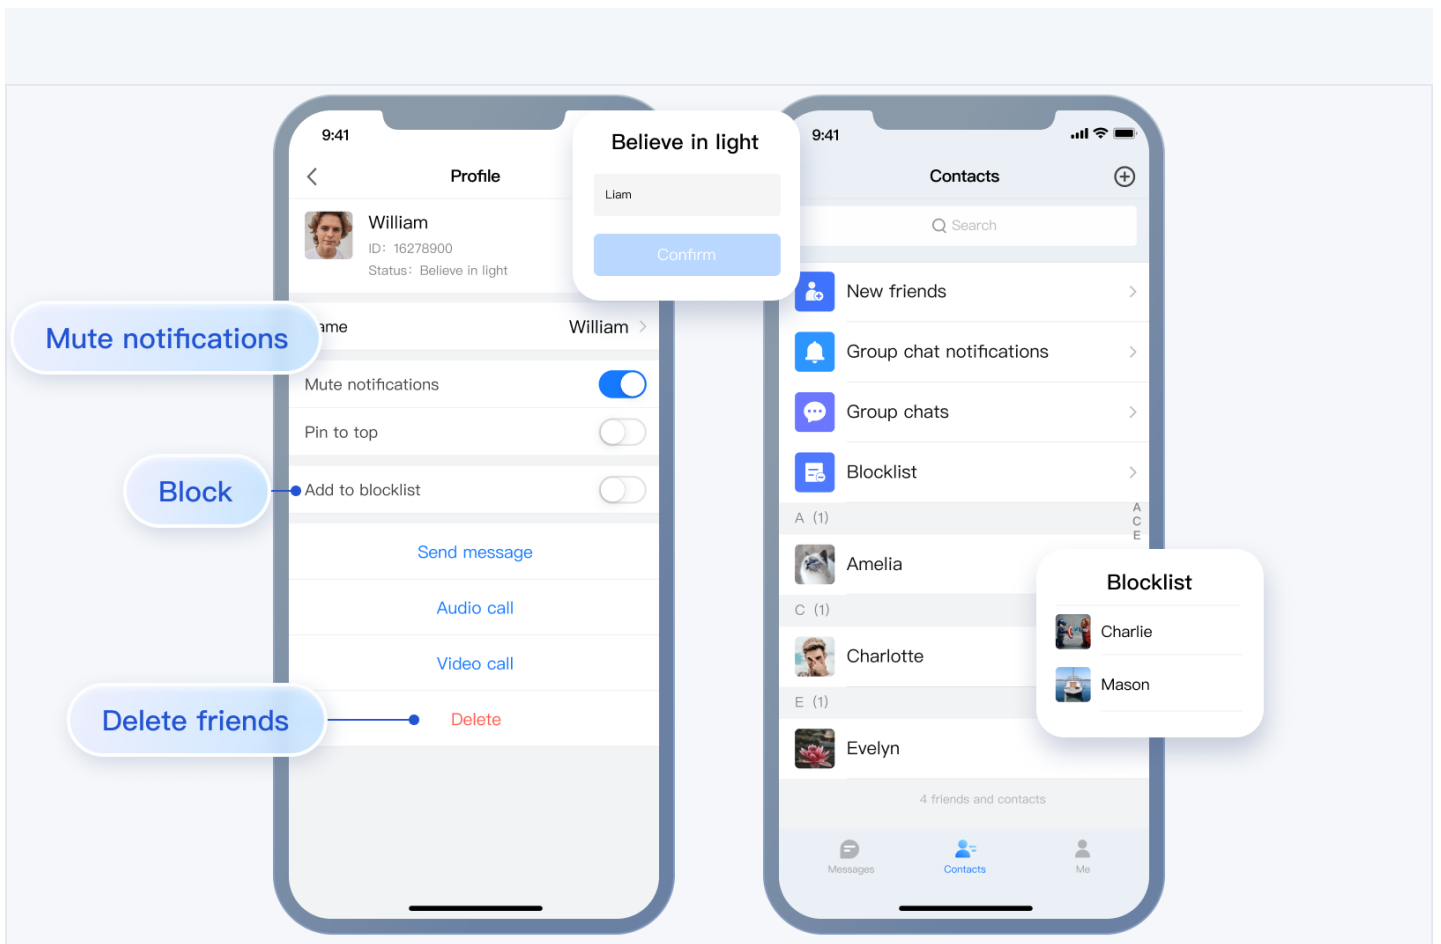 9:41
Profile
William
ID: 16278900
Status: Believe in light
ame
William
Mute notifications
Mute notifications
Pin to top
Block
Add to blocklist
Send message
Audio call
Video call
Delete friends
Delete
Believe in light
Liam
Confirm
9:41
Contacts
Search
New friends
Group chat notifications
Group chats
Blocklist
A (1)
A
C
E
Amelia
C (1)
Charlotte
E (1)
Evelyn
4 friends and contacts
Blocklist
Charlie
Mason
Messages
Contacts
Me